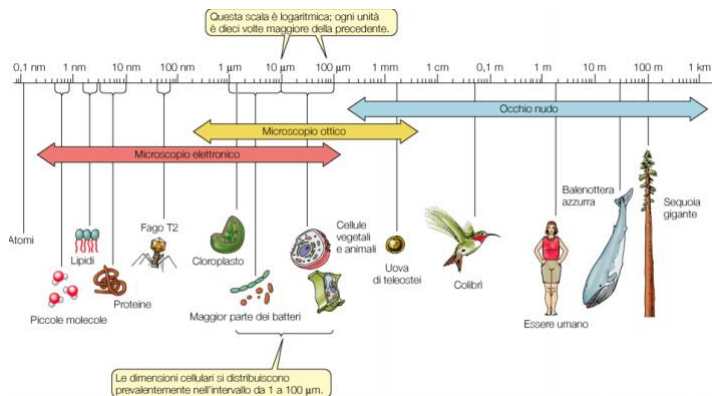 Questa scala è logaritmica; ogni unità
è dieci volte maggiore della precedente.
0,1 nm 1 nm 10 nm 100 nm 1 µm 10 µm 100 µm 1 mm 1 cm 0,1 m 1 m 10 m 100 m 1 km
Occhio nudo
Microscopio ottico
Microscopio elettronico
Atomi
Lipidi
Fago T2
Cloroplasto
Cellule
vegetali
e animali
Uova
di teleostei
Colibrì
Balenottera
azzurra
Sequoia
gigante
Proteine
Piccole molecole
Maggior parte dei batteri
Essere umano
Le dimensioni cellulari si distribuiscono
prevalentemente nell'intervallo da 1 a 100 µm.